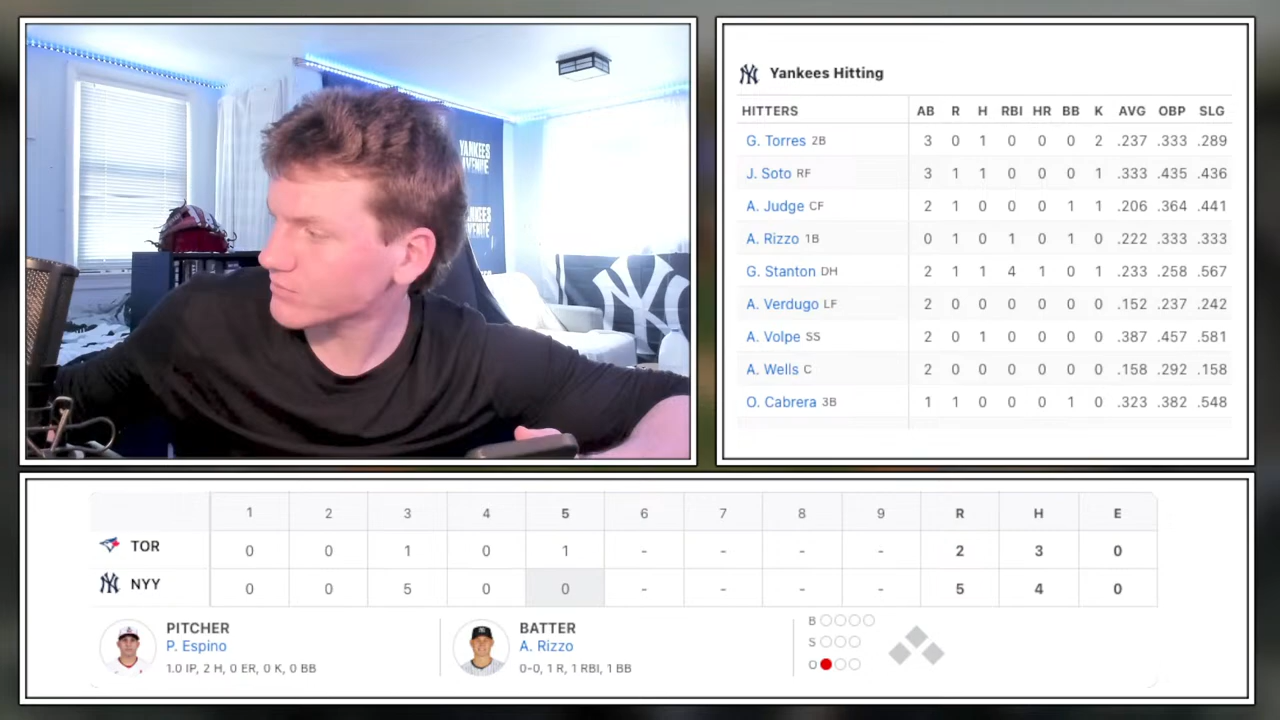 YANKEES
AVENUE
YANKEES
AVENUE
Yankees Hitting
HITTERS AB R H RBI HR BB K AVG OBP SLG
G. Torres 2B 3 0 1 0 0 0 2 .237 .333 .289
J. Soto RF 3 1 1 0 0 0 1 .333 .435 .436
A. Judge CF 2 1 0 0 0 1 1 .206 .364 .441
A. Rizzo 1B 0 1 0 1 0 1 0 .222 .333 .333
G. Stanton DH 2 1 1 4 1 0 1 .233 .258 .567
A. Verdugo LF 2 0 0 0 0 0 0 .152 .237 .242
A. Volpe SS 2 0 1 0 0 0 0 .387 .457 .581
A. Wells C 2 0 0 0 0 0 0 .158 .292 .158
O. Cabrera 3B 1 1 0 0 0 1 0 .323 .382 .548
1 2 3 4 5 6 7 8 9 R H E
TOR 0 0 1 0 1 - - - - 2 3 0
NYY 0 0 5 0 0 - - - - 5 4 0
PITCHER
P. Espino
1.0 IP, 2 H, 0 ER, 0 K, 0 BB
BATTER
A. Rizzo
0-0, 1 R, 1 RBI, 1 BB
B
S
O